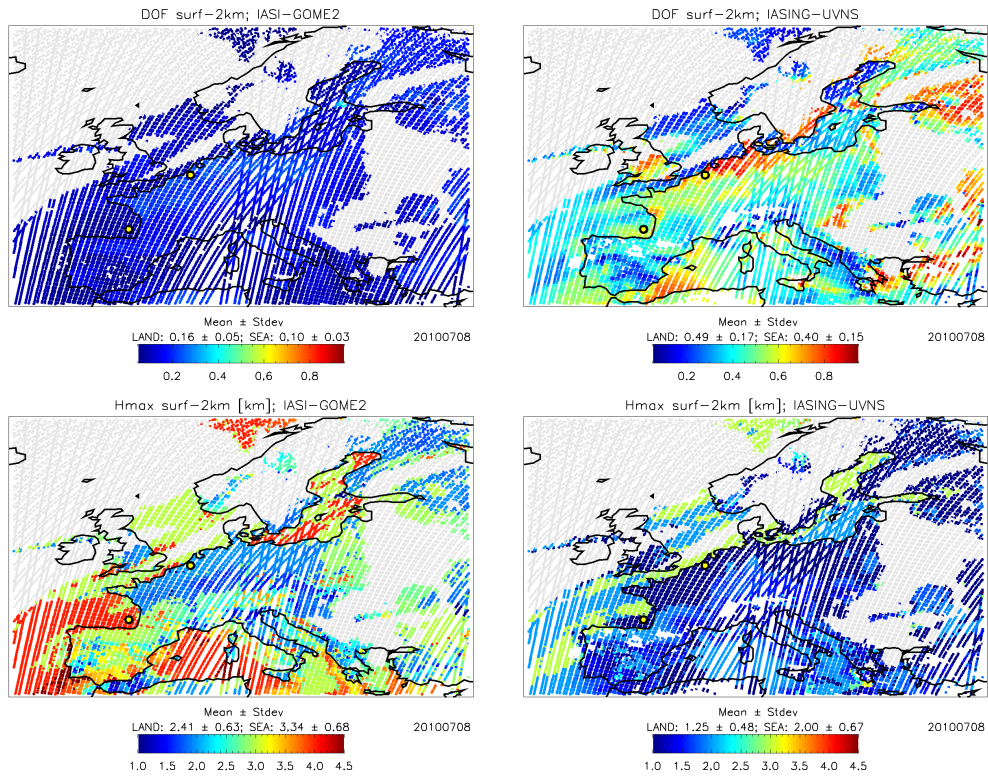 DOF surf-2km; IASI-GOME2
Mean ± Stdev
LAND: 0.16 ± 0.05; SEA: 0.10 ± 0.03
20100708
0.2 0.4 0.6 0.8
DOF surf-2km; IASING-UVNS
Mean ± Stdev
LAND: 0.49 ± 0.17; SEA: 0.40 ± 0.15
20100708
0.2 0.4 0.6 0.8
Hmax surf-2km [km]; IASI-GOME2
Mean ± Stdev
LAND: 2.41 ± 0.63; SEA: 3.34 ± 0.68
20100708
1.0 1.5 2.0 2.5 3.0 3.5 4.0 4.5
Hmax surf-2km [km]; IASING-UVNS
Mean ± Stdev
LAND: 1.25 ± 0.48; SEA: 2.00 ± 0.67
20100708
1.0 1.5 2.0 2.5 3.0 3.5 4.0 4.5